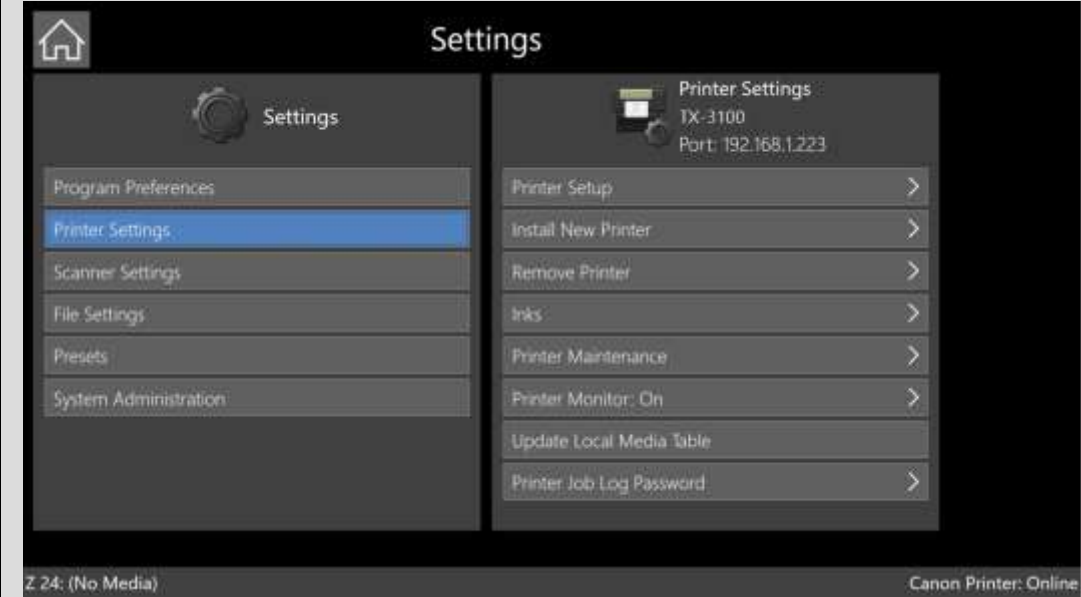 Settings
Settings
Program Preferences
Printer Settings
Scanner Settings
File Settings
Presets
System Administration
Printer Settings
TX-3100
Port: 192.168.1.223
Printer Setup
Install New Printer
Remove Printer
Inks
Printer Maintenance
Printer Monitor: On
Update Local Media Table
Printer Job Log Password
Z 24: (No Media)
Canon Printer: Online